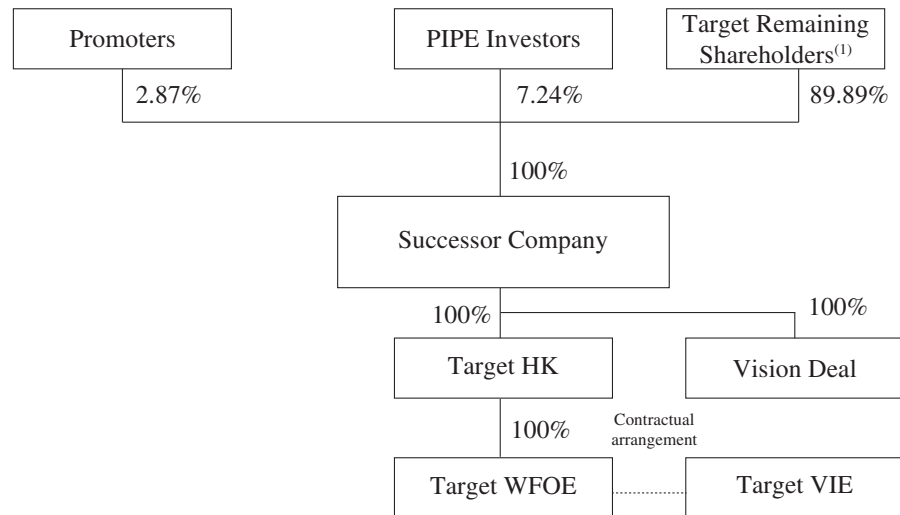 Promoters
PIPE Investors
Target Remaining
Shareholders(1)
2.87%
7.24%
89.89%
100%
Successor Company
100%
100%
Target HK
Vision Deal
100%
Contractual
arrangement
Target WFOE
Target VIE